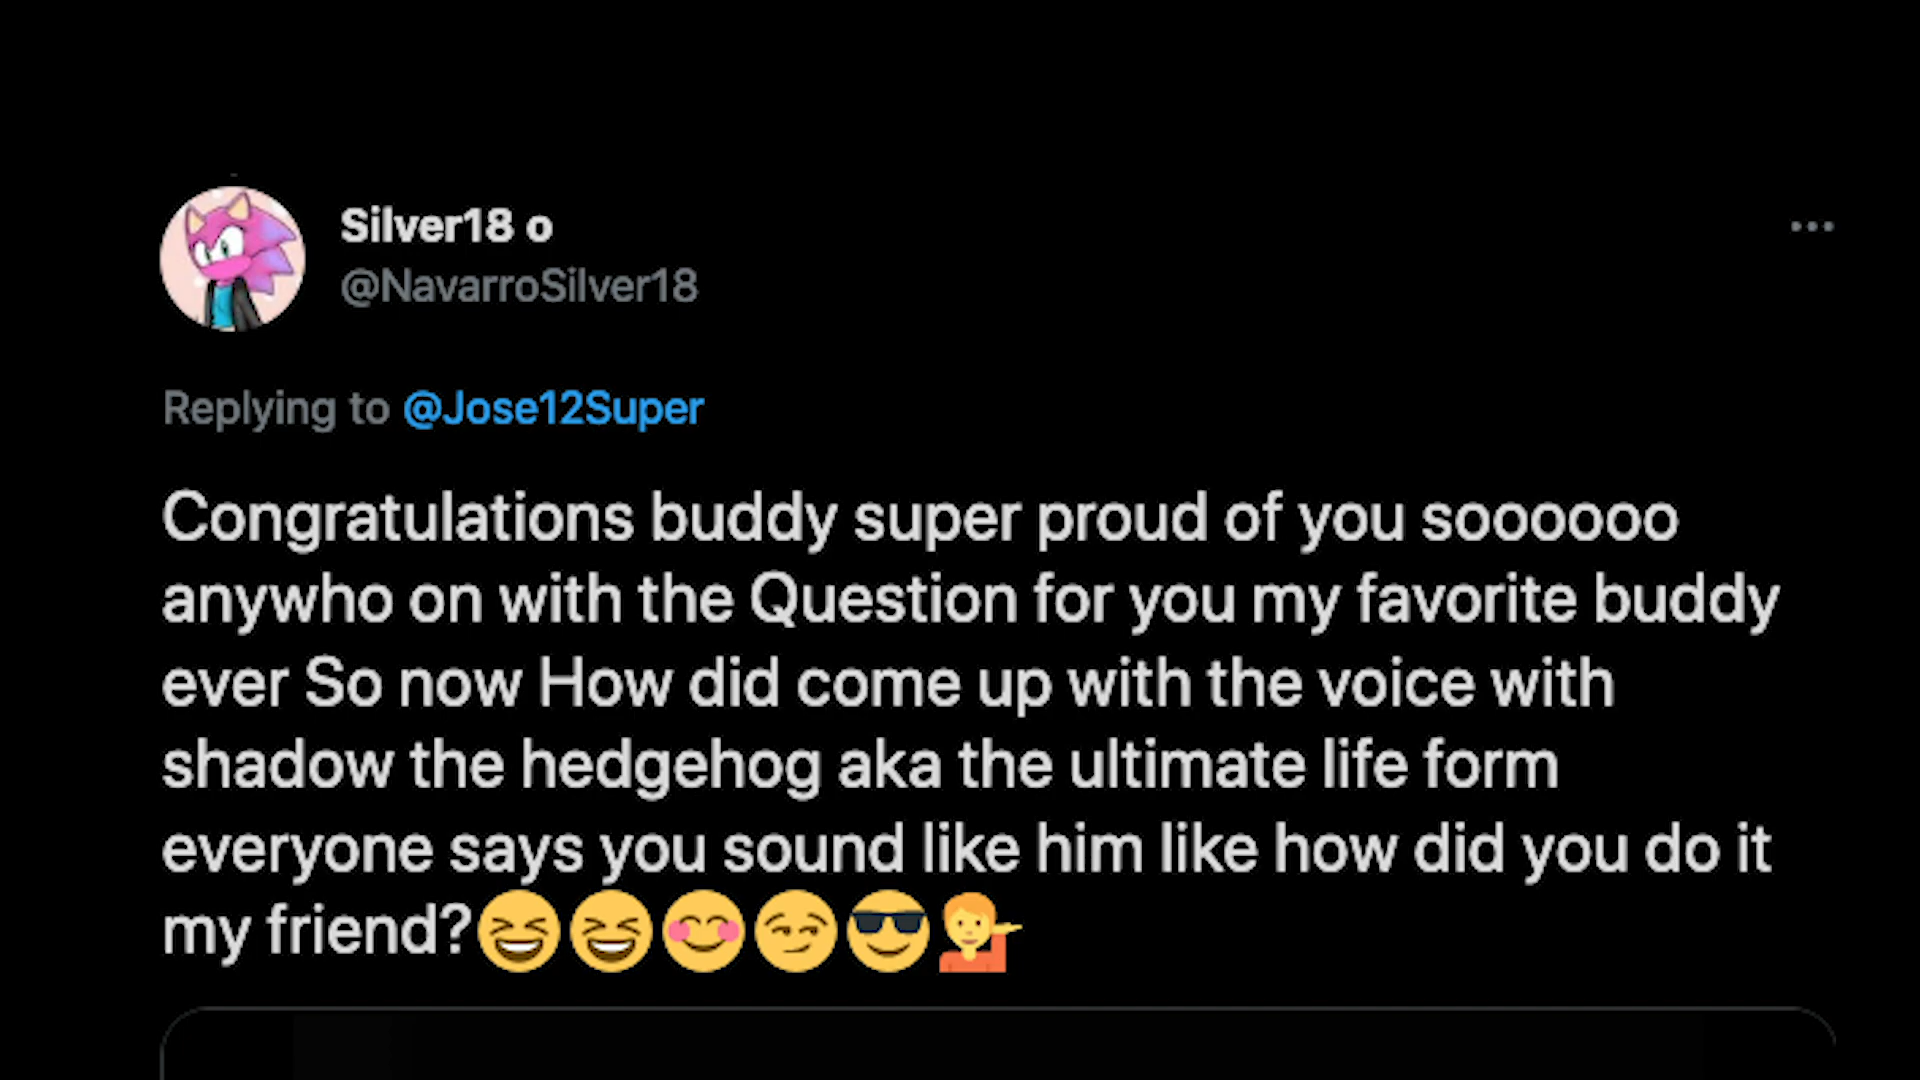 Silver18 o
@NavarroSilver18
Replying to @Jose12Super
Congratulations buddy super proud of you soooooo
anywho on with the Question for you my favorite buddy
ever So now How did come up with the voice with
shadow the hedgehog aka the ultimate life form
everyone says you sound like him like how did you do it
my friend?😆😆😊😏😎💁